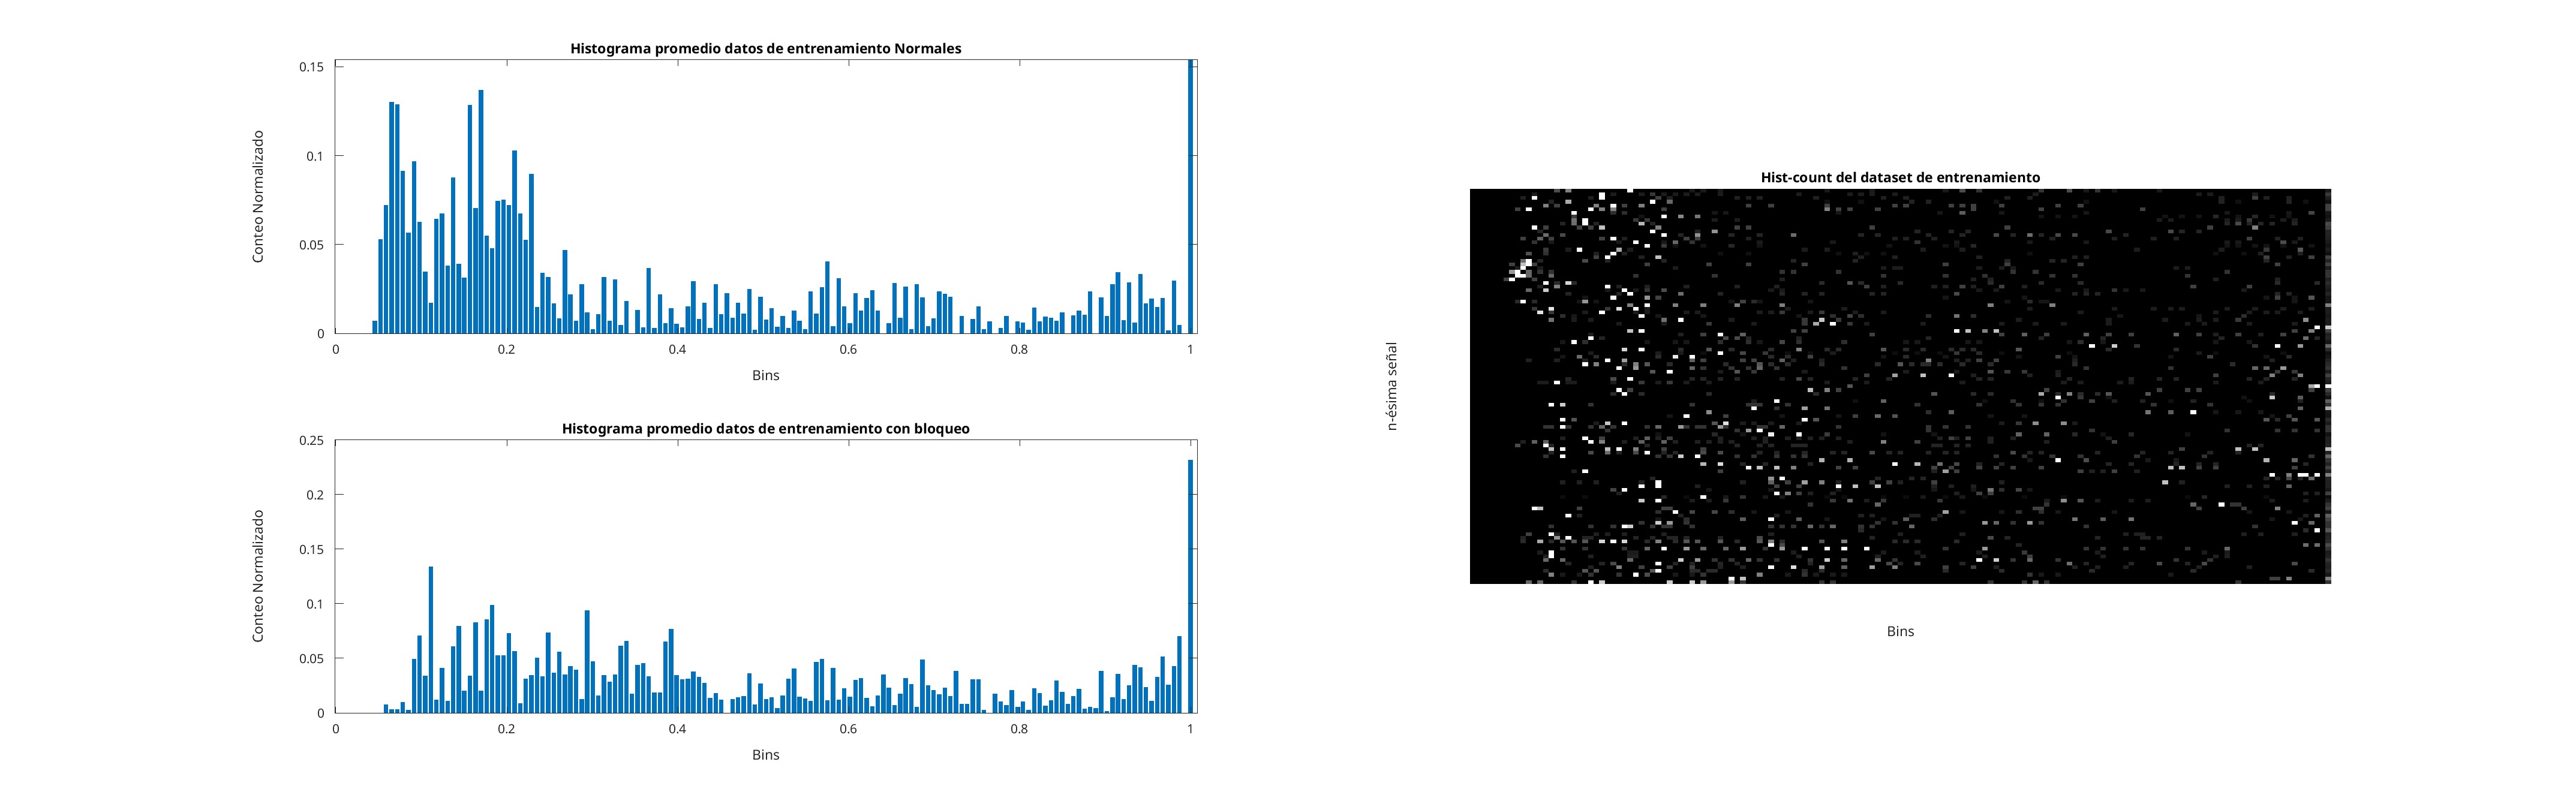 Histograma promedio datos de entrenamiento Normales
Conteo Normalizado
0.15
0.1
0.05
0
0 0.2 0.4 0.6 0.8 1
Bins
Histograma promedio datos de entrenamiento con bloqueo
Conteo Normalizado
0.25
0.2
0.15
0.1
0.05
0
0 0.2 0.4 0.6 0.8 1
Bins
Hist-count del dataset de entrenamiento
n-ésima señal
Bins